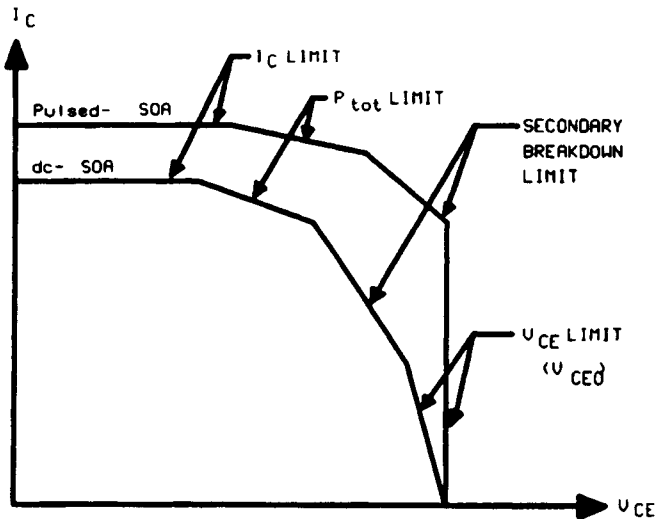 I C
I C LIMIT
P tot LIMIT
Pulsed- SOA
SECONDARY
BREAKDOWN
LIMIT
dc- SOA
V CE LIMIT
(V CEO)
V CE